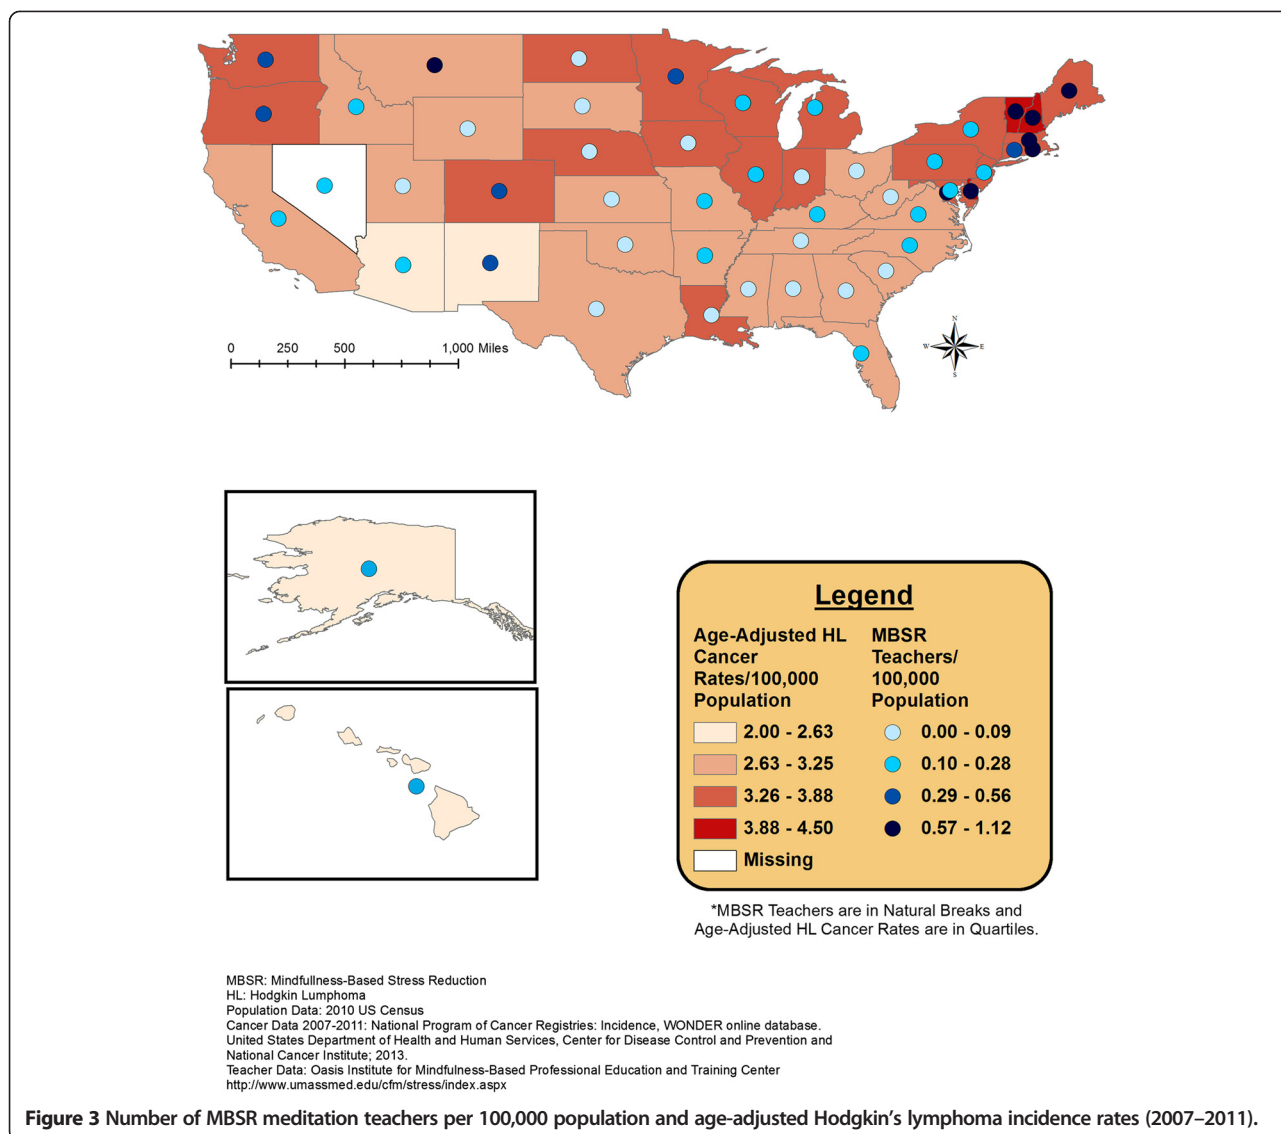 N
W E
S
0 250 500 1,000 Miles
Legend
Age-Adjusted HL
Cancer
Rates/100,000
Population
2.00 - 2.63
2.63 - 3.25
3.26 - 3.88
3.88 - 4.50
Missing
MBSR
Teachers/
100,000
Population
0.00 - 0.09
0.10 - 0.28
0.29 - 0.56
0.57 - 1.12
*MBSR Teachers are in Natural Breaks and
Age-Adjusted HL Cancer Rates are in Quartiles.
MBSR: Mindfullness-Based Stress Reduction
HL: Hodgkin Lumphoma
Population Data: 2010 US Census
Cancer Data 2007-2011: National Program of Cancer Registries: Incidence, WONDER online database.
United States Department of Health and Human Services, Center for Disease Control and Prevention and
National Cancer Institute; 2013.
Teacher Data: Oasis Institute for Mindfulness-Based Professional Education and Training Center
http://www.umassmed.edu/cfm/stress/index.aspx
Figure 3 Number of MBSR meditation teachers per 100,000 population and age-adjusted Hodgkin's lymphoma incidence rates (2007–2011).